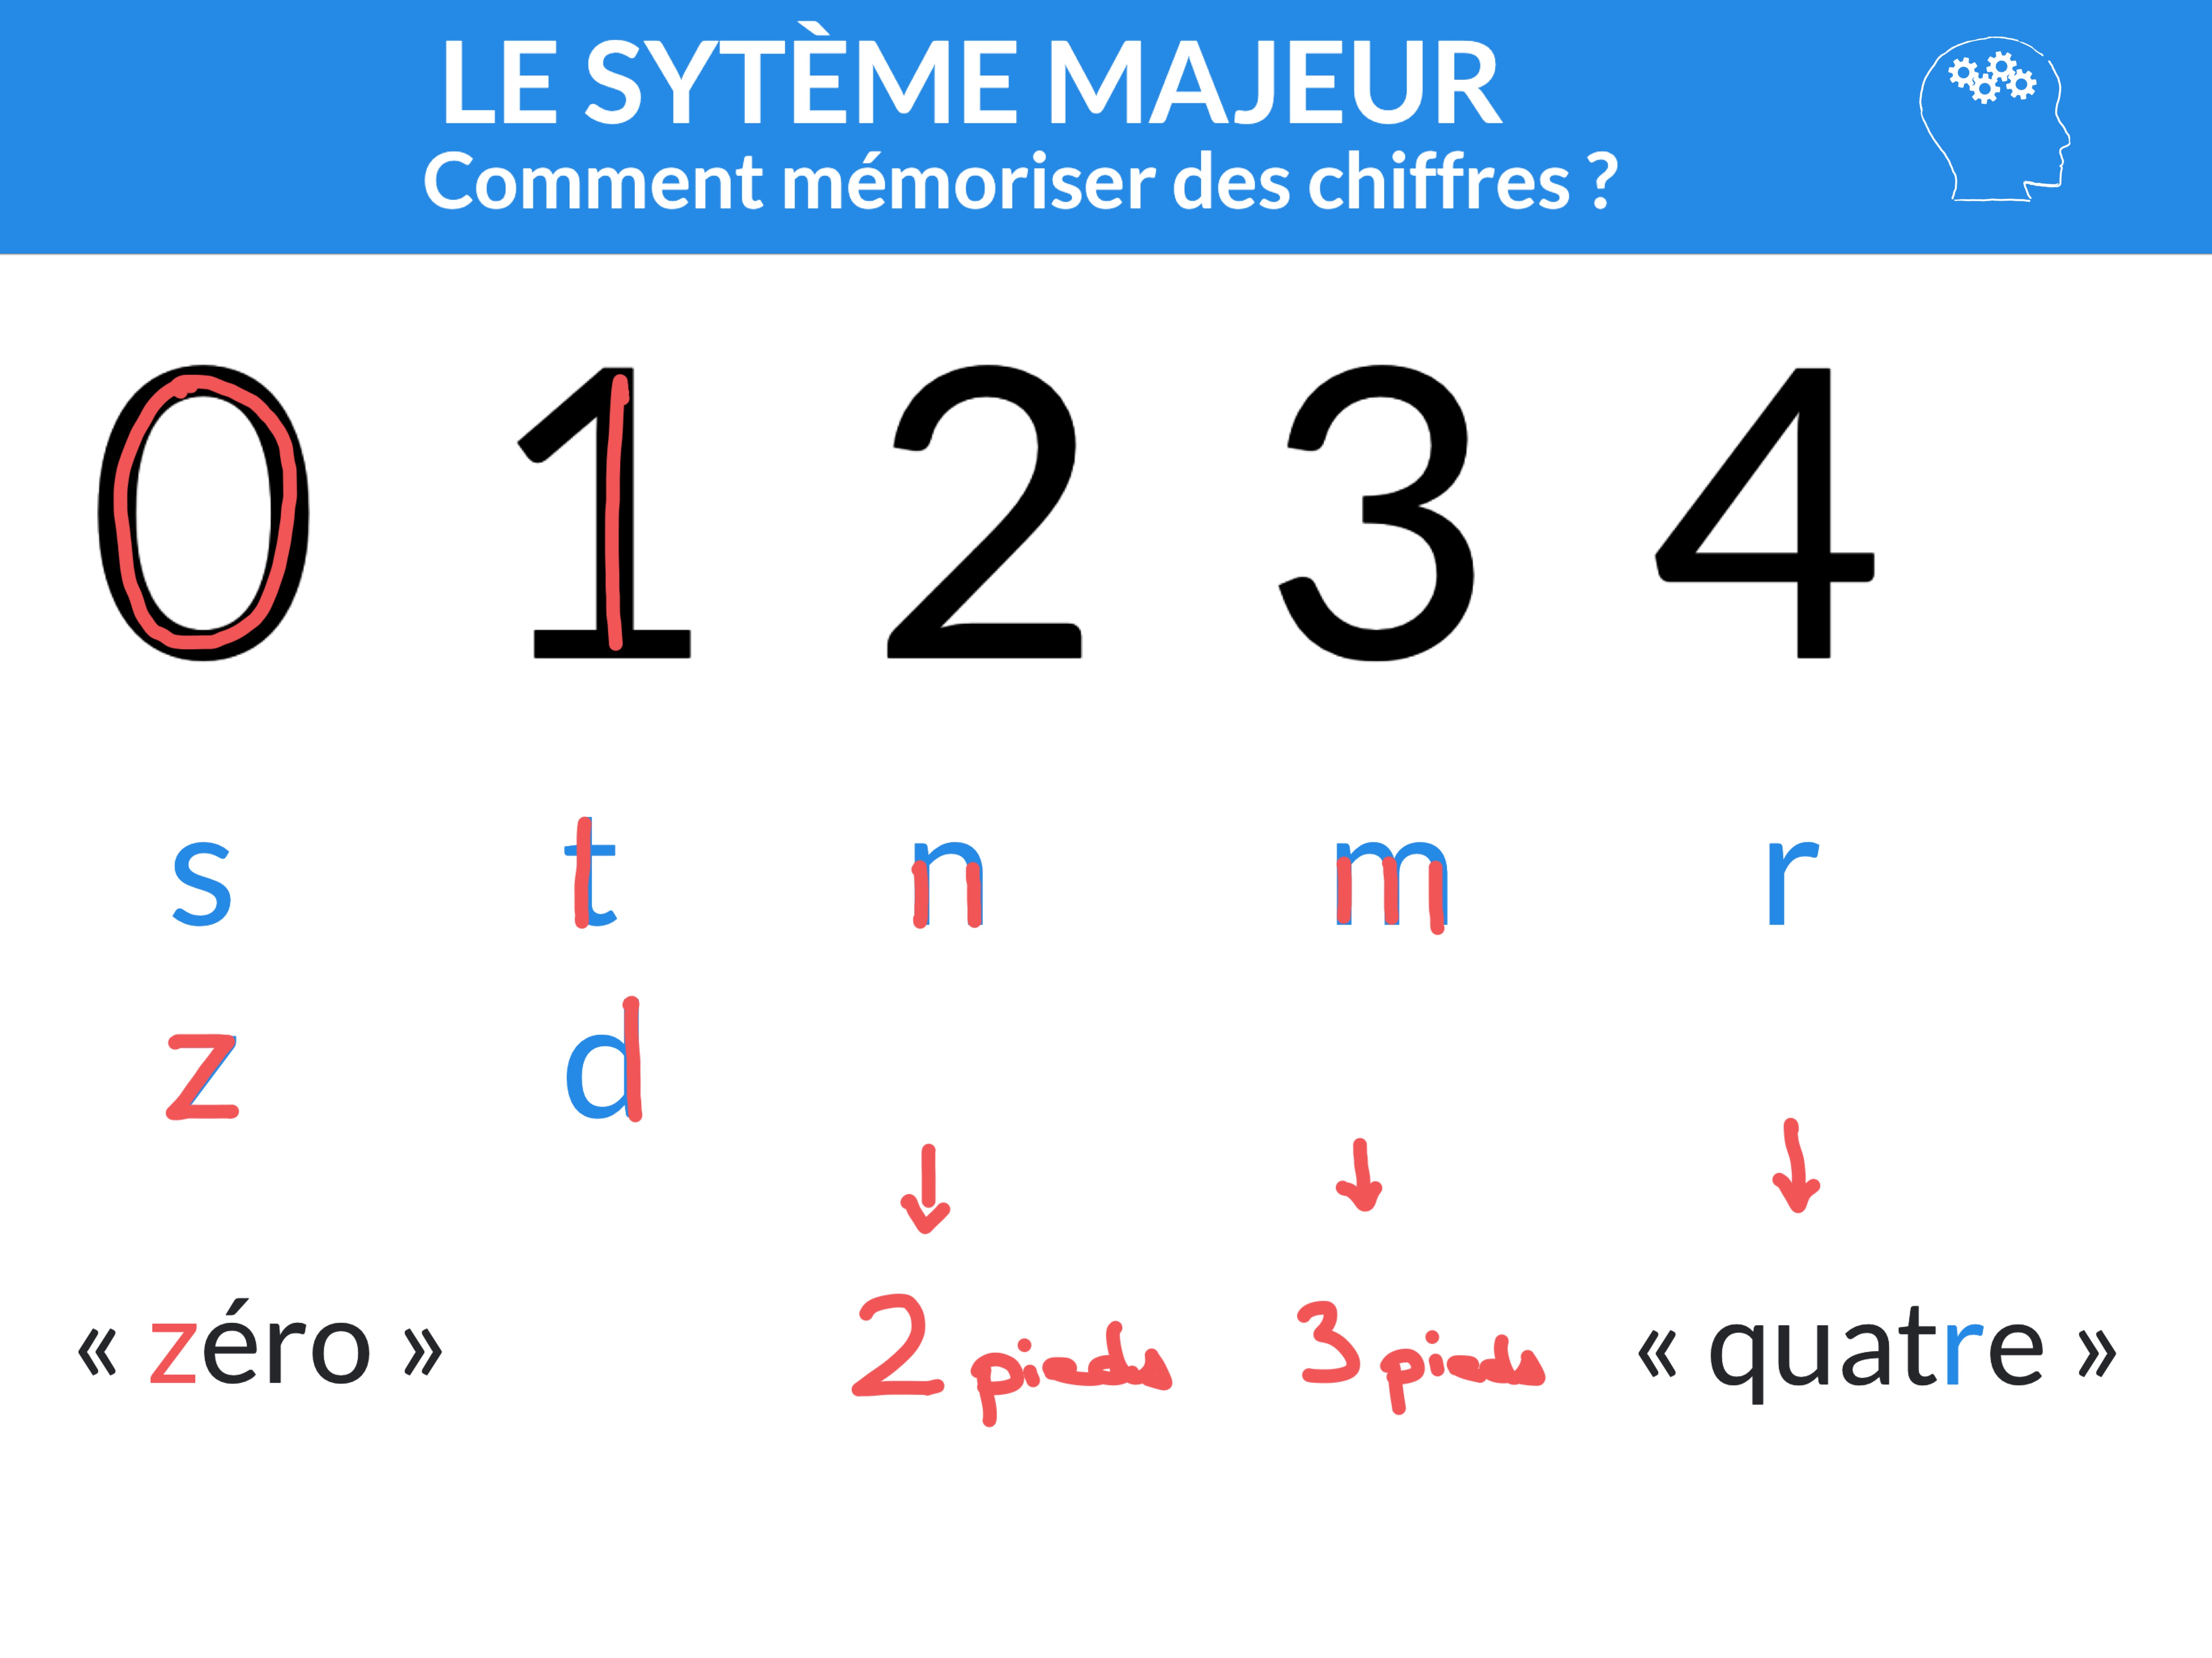 LE SYTÈME MAJEUR
Comment mémoriser des chiffres ?
0 1 2 3 4
s t n m r
z d
« zéro » 2 pieds 3 pieds « quatre »